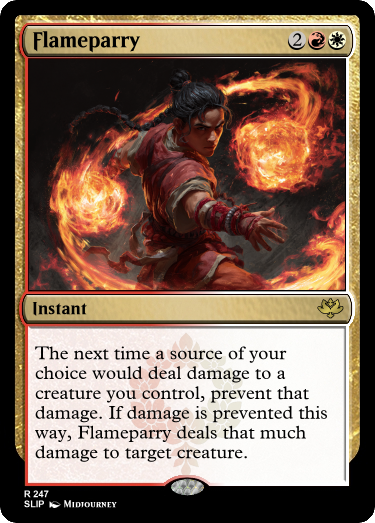 Flameparry 2
Instant
The next time a source of your
choice would deal damage to a
creature you control, prevent that
damage. If damage is prevented this
way, Flameparry deals that much
damage to target creature.
R 247
SLIP Midjourney